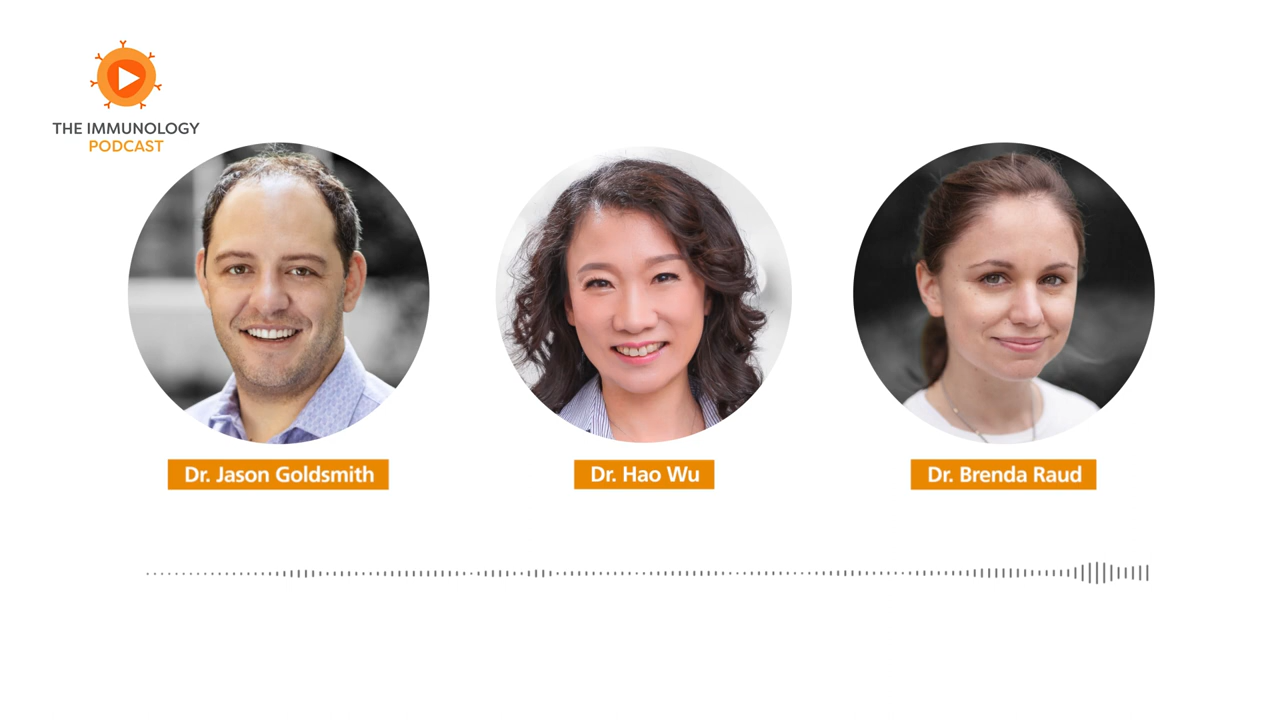 THE IMMUNOLOGY
PODCAST
Dr. Jason Goldsmith
Dr. Hao Wu
Dr. Brenda Raud